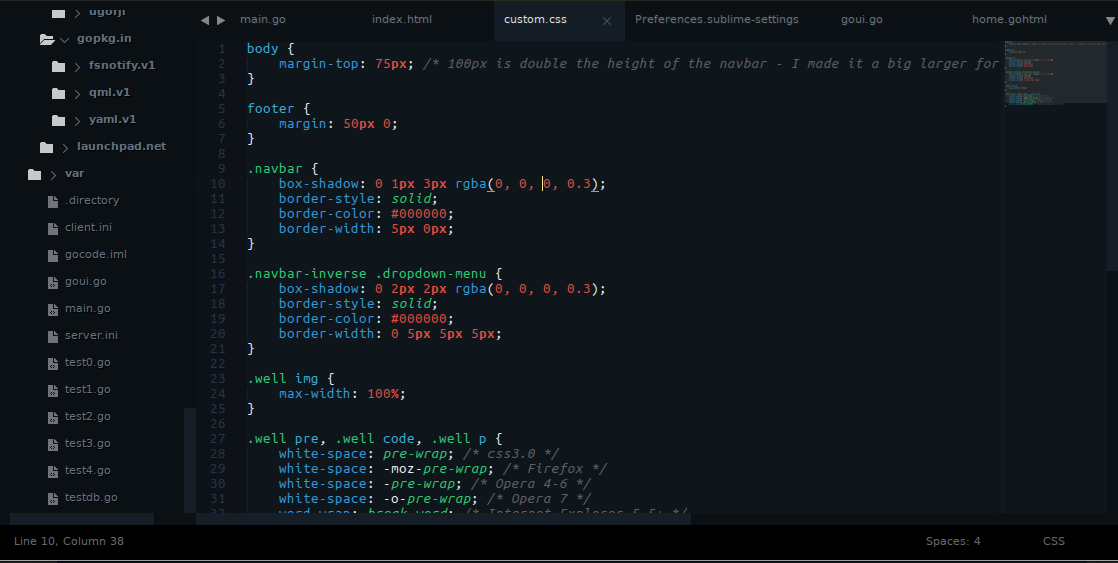 ugorji
gopkg.in
fsnotify.v1
qml.v1
yaml.v1
launchpad.net
var
.directory
client.ini
gocode.iml
goui.go
main.go
server.ini
test0.go
test1.go
test2.go
test3.go
test4.go
testdb.go
main.go index.html custom.css × Preferences.sublime-settings goui.go home.gohtml
1 body {
2     margin-top: 75px; /* 100px is double the height of the navbar - I made it a big larger for
3 }
4
5 footer {
6     margin: 50px 0;
7 }
8
9 .navbar {
10     box-shadow: 0 1px 3px rgba(0, 0, 0, 0.3);
11     border-style: solid;
12     border-color: #000000;
13     border-width: 5px 0px;
14 }
15
16 .navbar-inverse .dropdown-menu {
17     box-shadow: 0 2px 2px rgba(0, 0, 0, 0.3);
18     border-style: solid;
19     border-color: #000000;
20     border-width: 0 5px 5px 5px;
21 }
22
23 .well img {
24     max-width: 100%;
25 }
26
27 .well pre, .well code, .well p {
28     white-space: pre-wrap; /* css3.0 */
29     white-space: -moz-pre-wrap; /* Firefox */
30     white-space: -pre-wrap; /* Opera 4-6 */
31     white-space: -o-pre-wrap; /* Opera 7 */
32     word-wrap: break-word; /* Internet Explorer 5.5+ */
Line 10, Column 38 Spaces: 4 CSS